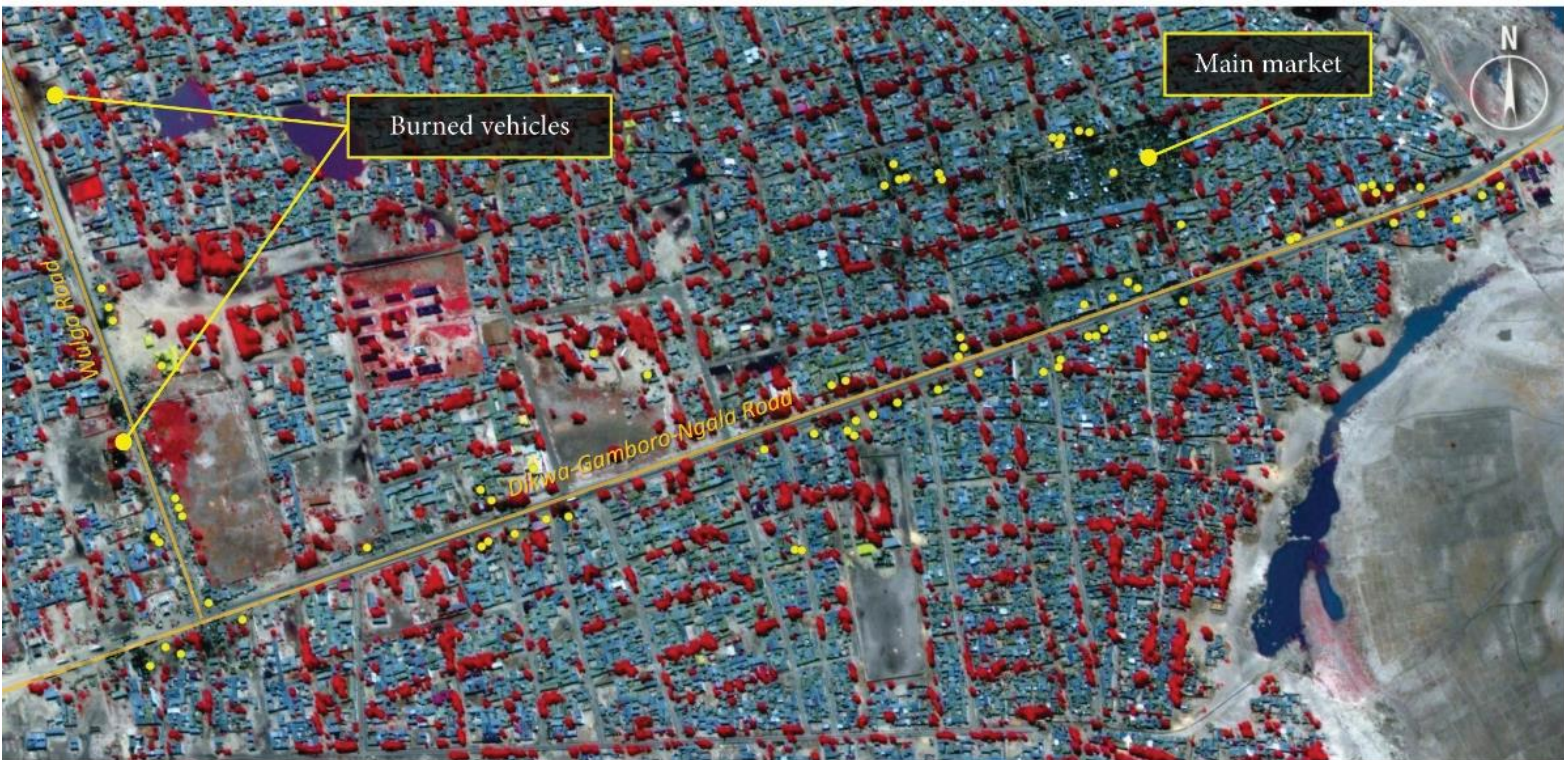 N
Main market
Burned vehicles
Wulgo Road
Dikwa-Gamboro-Ngala Road